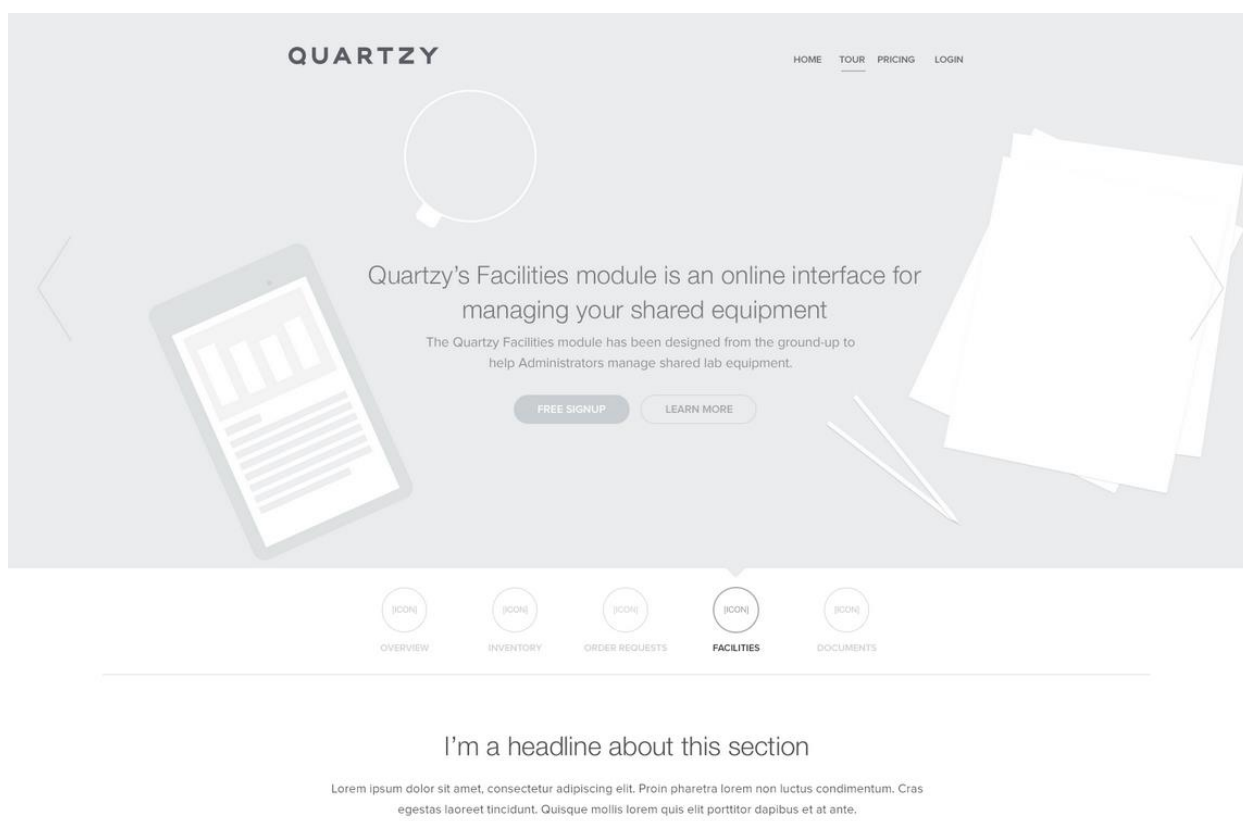 QUARTZY
HOME TOUR PRICING LOGIN
Quartzy’s Facilities module is an online interface for
managing your shared equipment
The Quartzy Facilities module has been designed from the ground-up to
help Administrators manage shared lab equipment.
FREE SIGNUP LEARN MORE
[ICON] [ICON] [ICON] [ICON] [ICON]
OVERVIEW INVENTORY ORDER REQUESTS FACILITIES DOCUMENTS
I’m a headline about this section
Lorem ipsum dolor sit amet, consectetur adipiscing elit. Proin pharetra lorem non luctus condimentum. Cras
egestas laoreet tincidunt. Quisque mollis lorem quis elit porttitor dapibus et at ante.